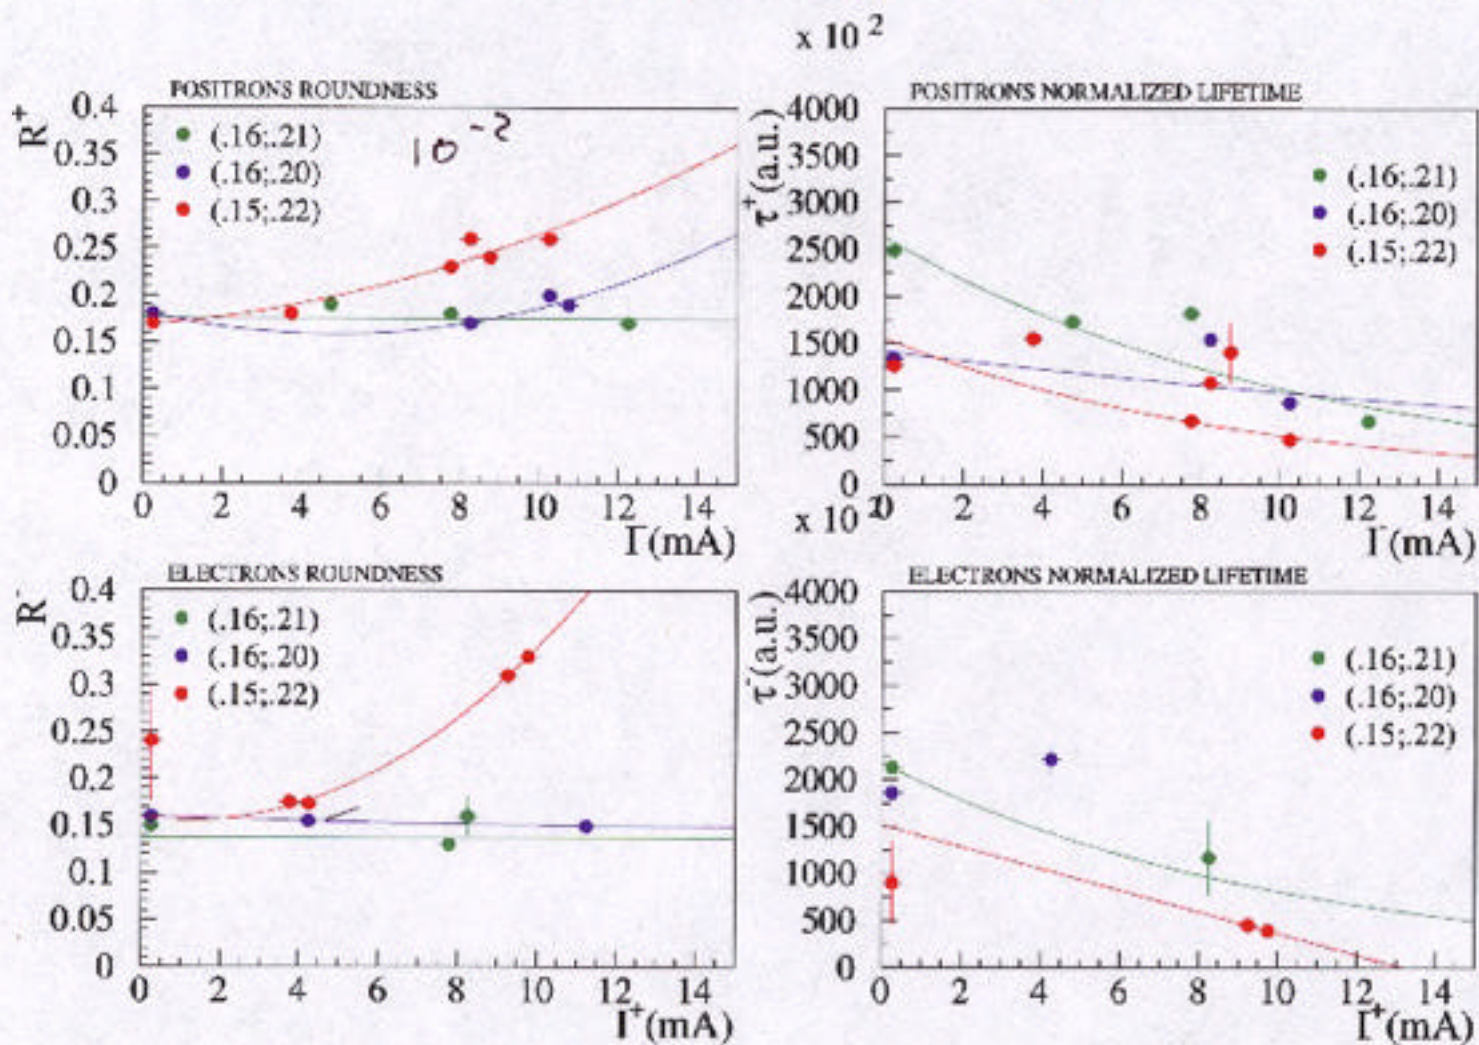 x 10 2
POSITRONS ROUNDNESS
R+
0.4
0.35
0.3
0.25
0.2
0.15
0.1
0.05
0
(.16;.21)
(.16;.20)
(.15;.22)
10 -2
0 2 4 6 8 10 12 14
I-(mA)
POSITRONS NORMALIZED LIFETIME
τ+(a.u.)
4000
3500
3000
2500
2000
1500
1000
500
0
(.16;.21)
(.16;.20)
(.15;.22)
0 2 4 6 8 10 12 14
I-(mA)
x 10 2
ELECTRONS ROUNDNESS
R-
0.4
0.35
0.3
0.25
0.2
0.15
0.1
0.05
0
(.16;.21)
(.16;.20)
(.15;.22)
0 2 4 6 8 10 12 14
I+(mA)
ELECTRONS NORMALIZED LIFETIME
τ-(a.u.)
4000
3500
3000
2500
2000
1500
1000
500
0
(.16;.21)
(.16;.20)
(.15;.22)
0 2 4 6 8 10 12 14
I+(mA)